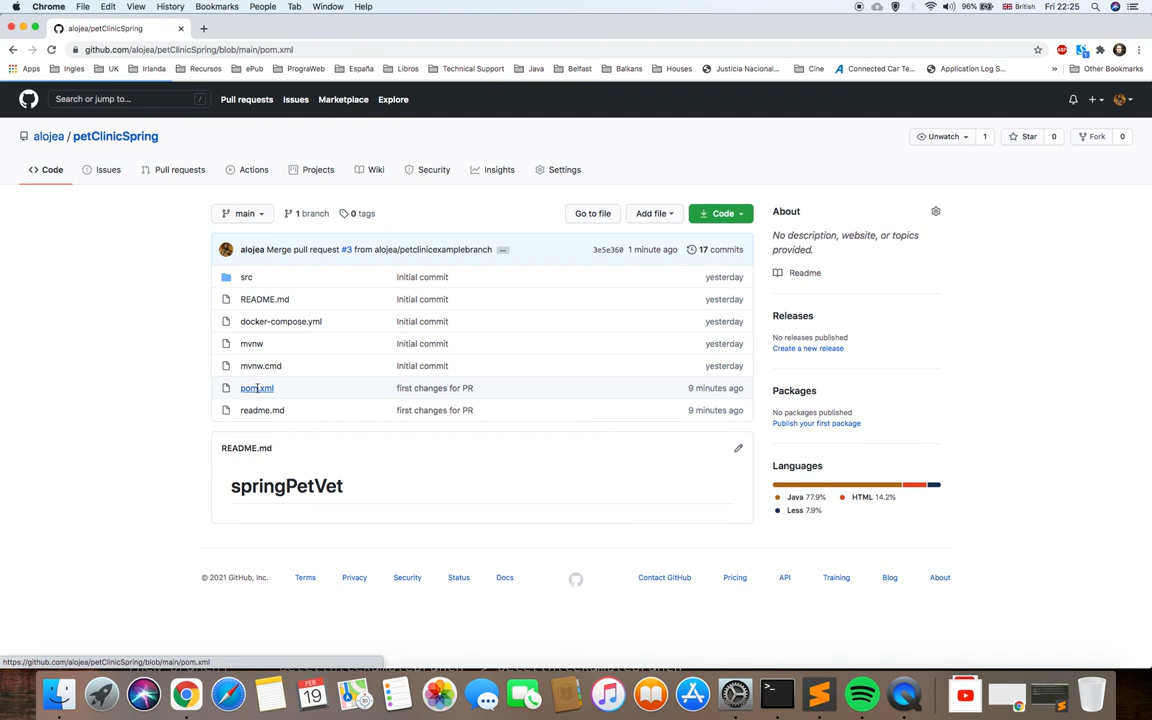 Chrome File Edit View History Bookmarks People Tab Window Help 96% British Fri 22:25
alojea/petClinicSpring
github.com/alojea/petClinicSpring/blob/main/pom.xml
Apps Ingles UK Irlanda Recursos ePub PrograWeb España Libros Technical Support Java Belfast Balkans Houses Justicia Nacional... Cine Connected Car Te... Application Log S... » Other Bookmarks
Search or jump to... / Pull requests Issues Marketplace Explore
alojea / petClinicSpring Unwatch 1 Star 0 Fork 0
Code Issues Pull requests Actions Projects Wiki Security Insights Settings
main 1 branch 0 tags Go to file Add file Code
alojea Merge pull request #3 from alojea/petclinicexamplebranch ... 3e5e360 1 minute ago 17 commits
src Initial commit yesterday
README.md Initial commit yesterday
docker-compose.yml Initial commit yesterday
mvnw Initial commit yesterday
mvnw.cmd Initial commit yesterday
pom.xml first changes for PR 9 minutes ago
readme.md first changes for PR 9 minutes ago
README.md
springPetVet
About
No description, website, or topics
provided.
Readme
Releases
No releases published
Create a new release
Packages
No packages published
Publish your first package
Languages
Java 77.9% HTML 14.2%
Less 7.9%
© 2021 GitHub, Inc. Terms Privacy Security Status Docs Contact GitHub Pricing API Training Blog About
https://github.com/alojea/petClinicSpring/blob/main/pom.xml
FEB
19